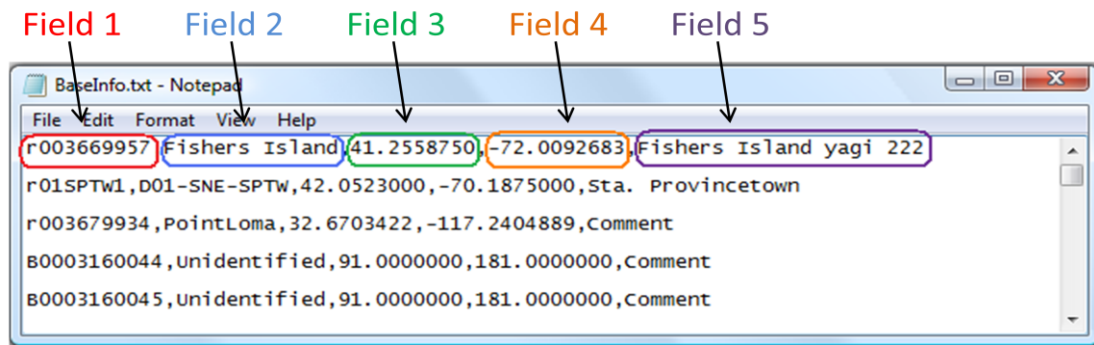 Field 1 Field 2 Field 3 Field 4 Field 5
BaseInfo.txt - Notepad
File Edit Format View Help
r003669957,Fishers Island,41.2558750,-72.0092683,Fishers Island yagi 222
r01SPTW1,D01-SNE-SPTW,42.0523000,-70.1875000,Sta. Provincetown
r003679934,PointLoma,32.6703422,-117.2404889,Comment
B0003160044,Unidentified,91.0000000,181.0000000,Comment
B0003160045,Unidentified,91.0000000,181.0000000,Comment